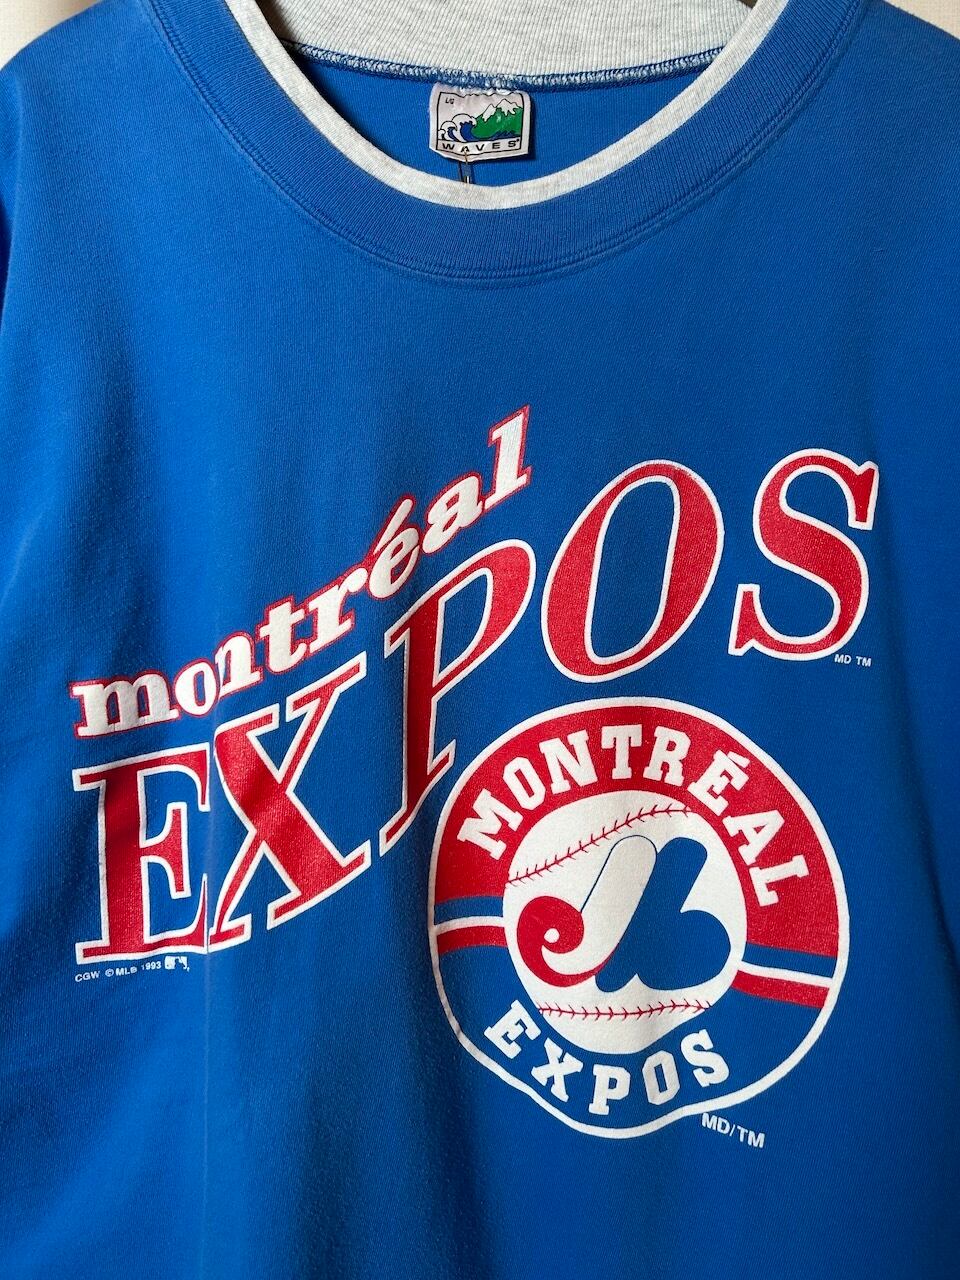 L/G
WAVES
montréal
EXPOS
MD TM
MONTRÉAL
EXPOS
MD/TM
CGW © MLB 1993